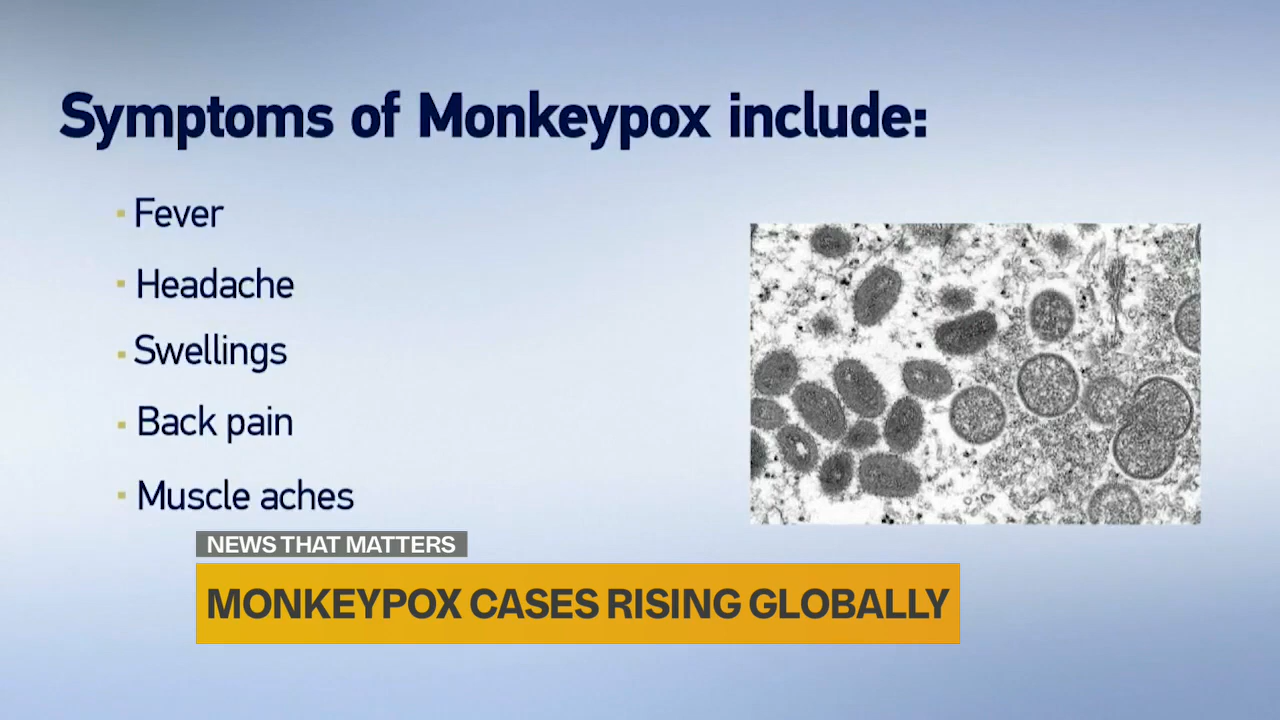 Symptoms of Monkeypox include:
Fever
Headache
Swellings
Back pain
Muscle aches
NEWS THAT MATTERS
MONKEYPOX CASES RISING GLOBALLY